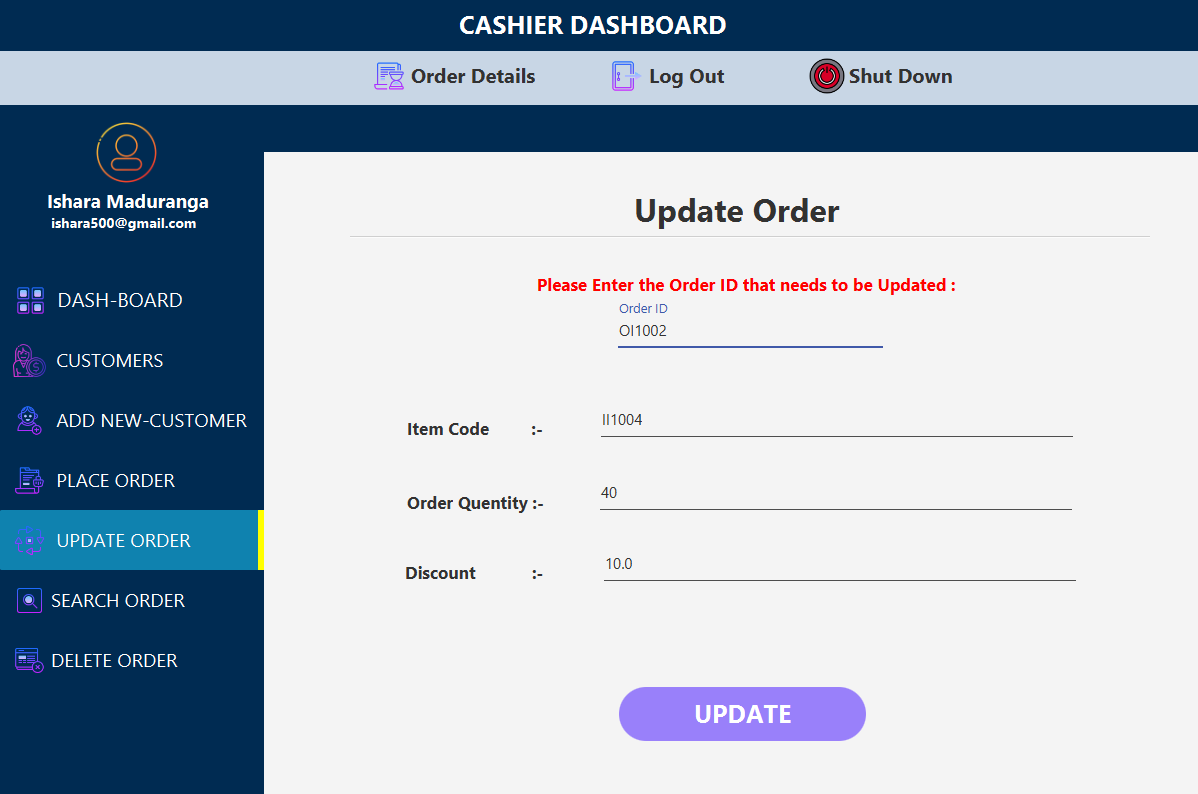 CASHIER DASHBOARD
Order Details Log Out Shut Down
Ishara Maduranga
ishara500@gmail.com
DASH-BOARD
CUSTOMERS
ADD NEW-CUSTOMER
PLACE ORDER
UPDATE ORDER
SEARCH ORDER
DELETE ORDER
Update Order
Please Enter the Order ID that needs to be Updated :
Order ID
OI1002
Item Code :- II1004
Order Quentity :- 40
Discount :- 10.0
UPDATE